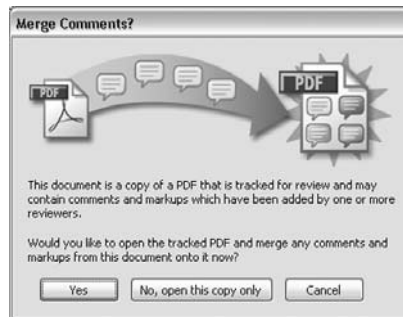 Merge Comments?
PDF
PDF
This document is a copy of a PDF that is tracked for review and may
contain comments and markups which have been added by one or more
reviewers.
Would you like to open the tracked PDF and merge any comments and
markups from this document onto it now?
Yes
No, open this copy only
Cancel